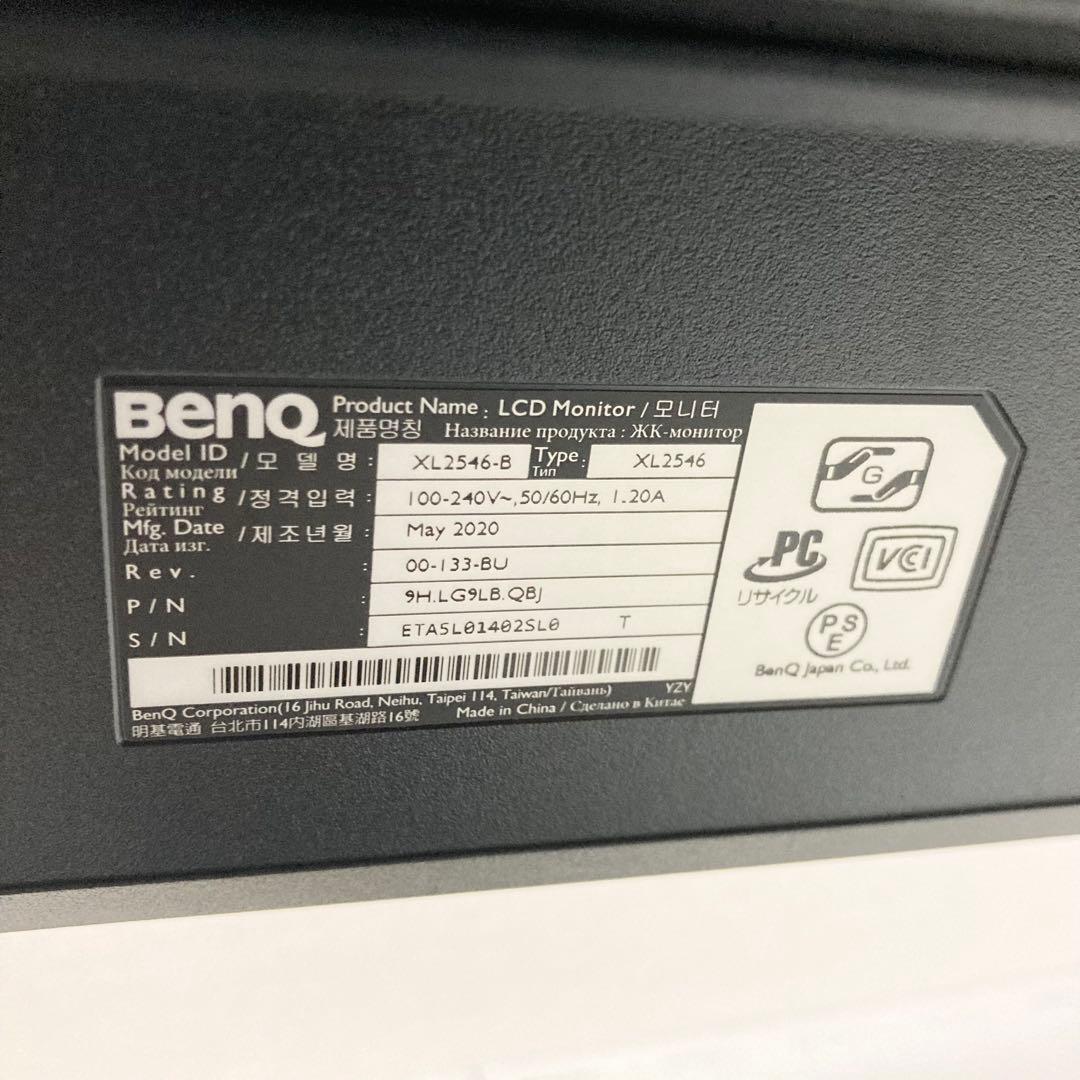 BenQ
Product Name : LCD Monitor / 모니터
제품명칭 Название продукта : ЖК-монитор
Model ID / 모 델 명 : XL2546-B Type : XL2546
Код модели Тип
Rating / 정격입력 : 100-240V~,50/60Hz, 1.20A
Рейтинг
Mfg. Date / 제조년월 : May 2020
Дата изг.
Rev. : 00-133-BU
P/N : 9H.LG9LB.QBJ
S/N : ETA5L01402SL0 T
YZY
BenQ Corporation(16 Jihu Road, Neihu, Taipei 114, Taiwan/Тайвань)
明基電通 台北市114內湖區基湖路16號 Made in China / Сделано в Китае
G
PC
リサイクル
VCCI
PSE
BenQ Japan Co., Ltd.